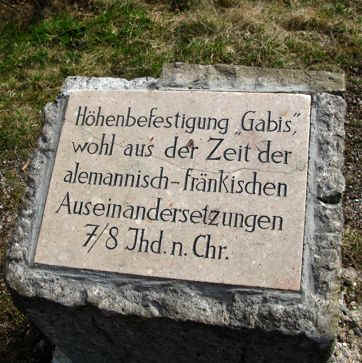 Höhenbefestigung „Gabis“,
wohl aus der Zeit der
alemannisch-fränkischen
Auseinandersetzungen
7/8 Jhd. n. Chr.